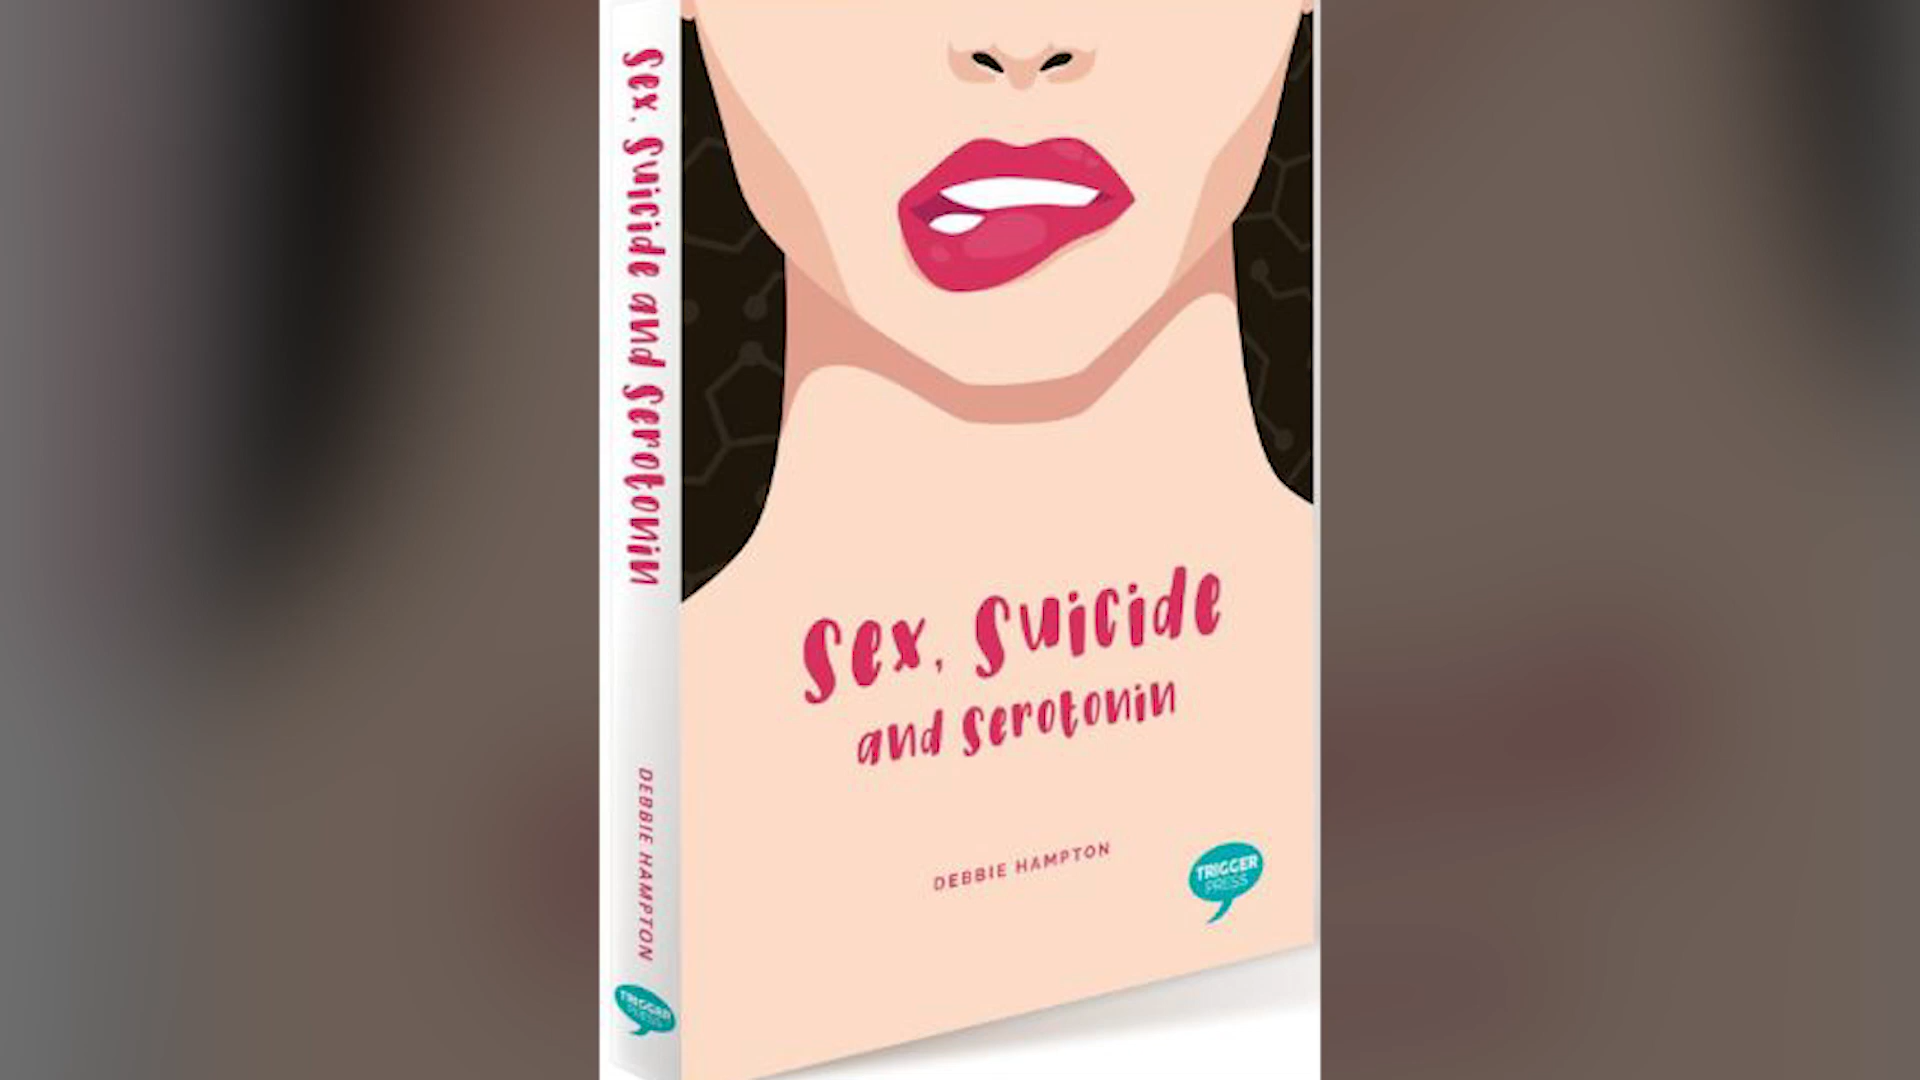 Sex, Suicide and Serotonin
DEBBIE HAMPTON
TRIGGER
PRESS
Sex, Suicide
and Serotonin
DEBBIE HAMPTON
TRIGGER
PRESS